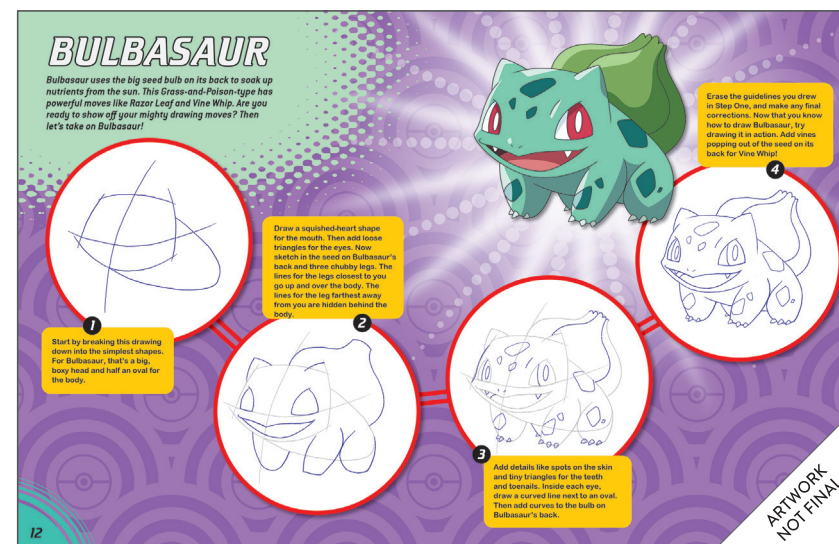 BULBASAUR
Bulbasaur uses the big seed bulb on its back to soak up
nutrients from the sun. This Grass-and-Poison-type has
powerful moves like Razor Leaf and Vine Whip. Are you
ready to show off your mighty drawing moves? Then
let's take on Bulbasaur!
1
Start by breaking this drawing
down into the simplest shapes.
For Bulbasaur, that's a big,
boxy head and half an oval for
the body.
Draw a squished-heart shape
for the mouth. Then add loose
triangles for the eyes. Now
sketch in the seed on Bulbasaur's
back and three chubby legs. The
lines for the legs closest to you
go up and over the body. The
lines for the leg farthest away
from you are hidden behind the
body.
2
3
Add details like spots on the skin
and tiny triangles for the teeth
and toenails. Inside each eye,
draw a curved line next to an oval.
Then add curves to the bulb on
Bulbasaur's back.
Erase the guidelines you drew
in Step One, and make any final
corrections. Now that you know
how to draw Bulbasaur, try
drawing it in action. Add vines
popping out of the seed on its
back for Vine Whip!
4
12
ARTWORK
NOT FINAL